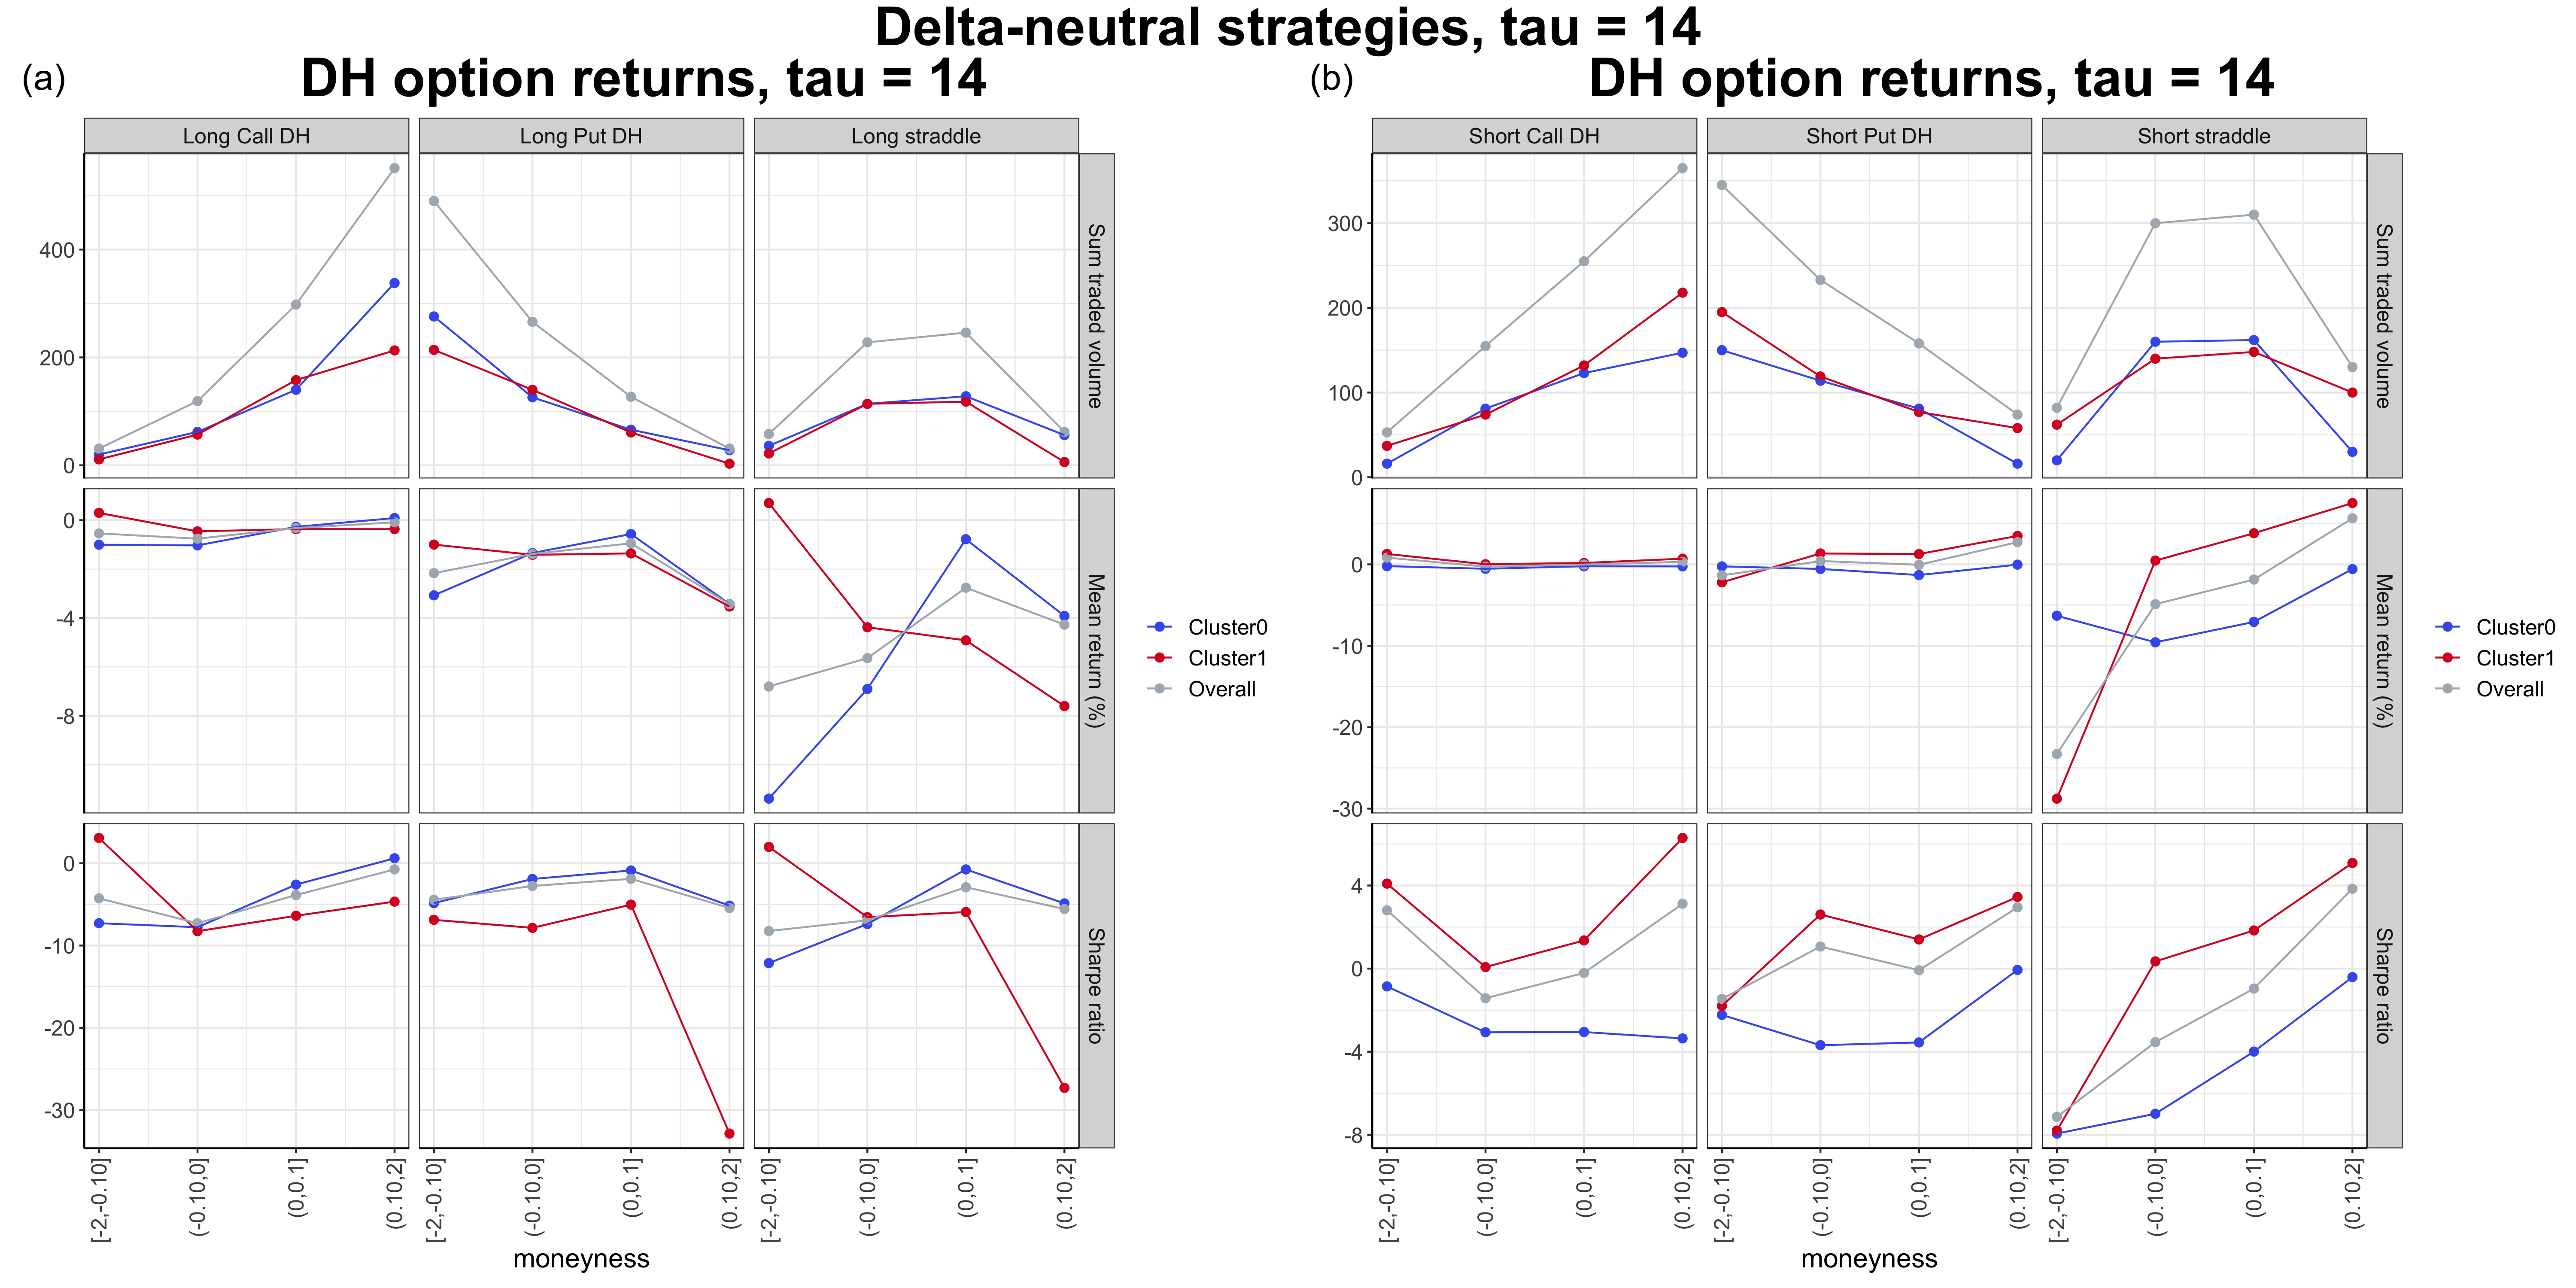 Delta-neutral strategies, tau = 14
(a)
DH option returns, tau = 14
Long Call DH
Long Put DH
Long straddle
400
200
0
Sum traded volume
0
-4
-8
Mean return (%)
0
-10
-20
-30
Sharpe ratio
[-2,-0.10]
(-0.10,0]
(0,0.1]
(0.10,2]
[-2,-0.10]
(-0.10,0]
(0,0.1]
(0.10,2]
[-2,-0.10]
(-0.10,0]
(0,0.1]
(0.10,2]
moneyness
Cluster0
Cluster1
Overall
(b)
DH option returns, tau = 14
Short Call DH
Short Put DH
Short straddle
300
200
100
0
Sum traded volume
0
-10
-20
-30
Mean return (%)
4
0
-4
-8
Sharpe ratio
[-2,-0.10]
(-0.10,0]
(0,0.1]
(0.10,2]
[-2,-0.10]
(-0.10,0]
(0,0.1]
(0.10,2]
[-2,-0.10]
(-0.10,0]
(0,0.1]
(0.10,2]
moneyness
Cluster0
Cluster1
Overall